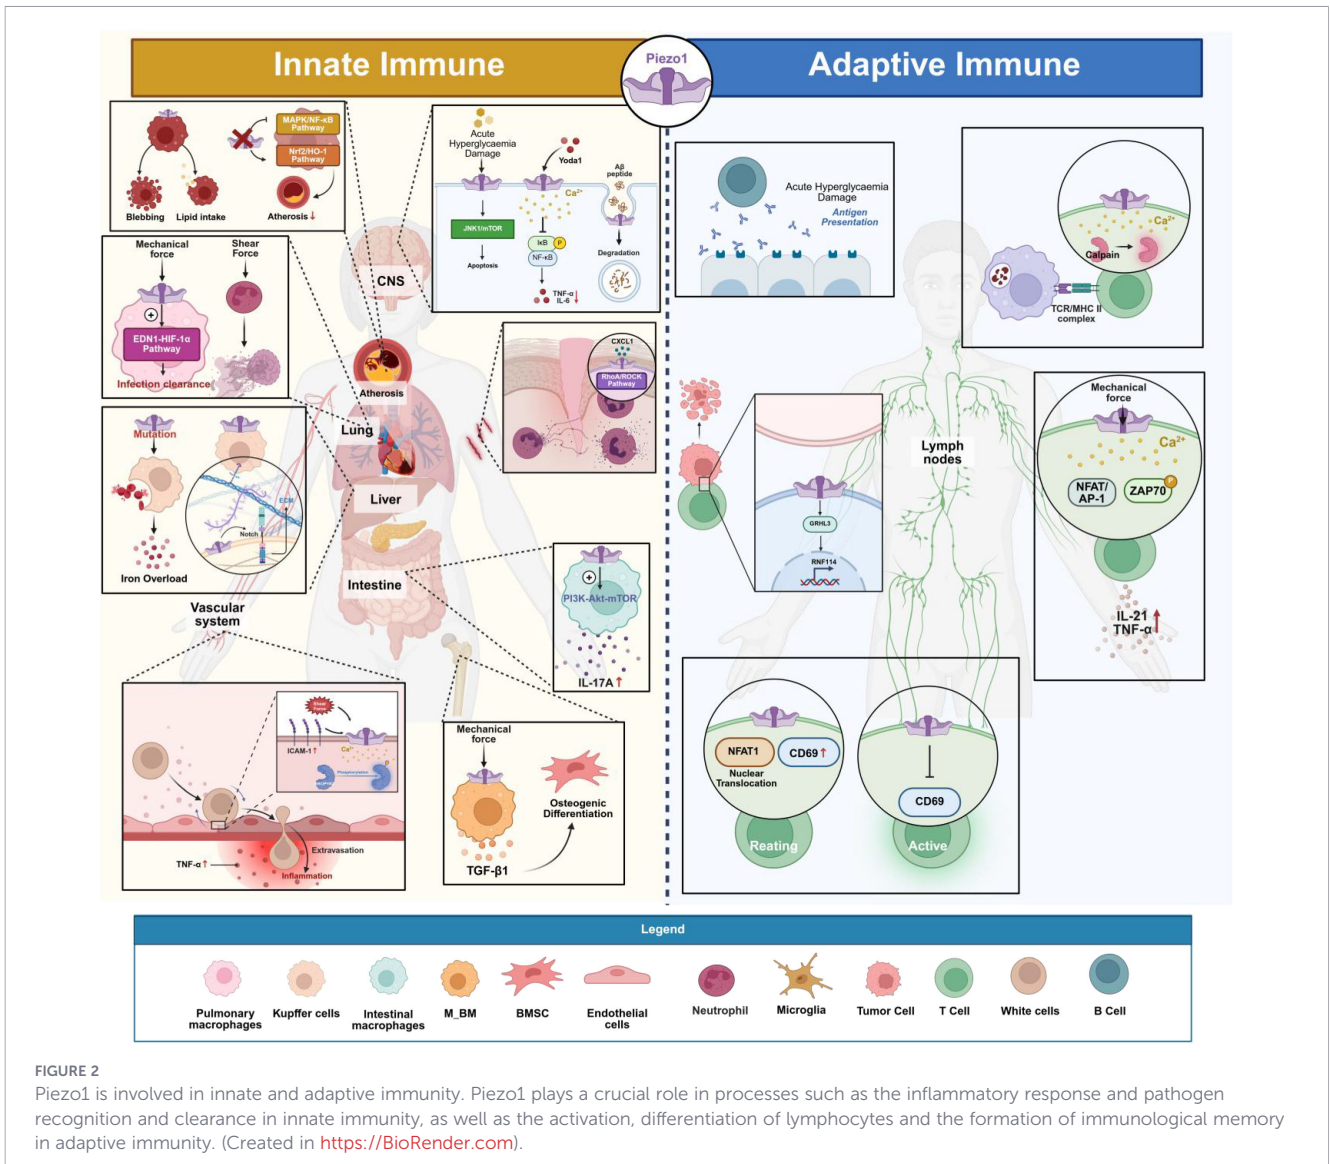 Innate Immune
Piezo1
Adaptive Immune
MAPK/NF-κB
Pathway
Nrf2/HO-1
Pathway
Blebbing
Lipid intake
Atherosis↓
Acute
Hyperglycaemia
Damage
Yoda1
Aβ
peptide
Ca²⁺
JNK1/mTOR
IκB
P
NF-κB
Apoptosis
Degradation
TNF-α
IL-6
↓
CNS
Mechanical
force
Shear
Force
+
EDN1-HIF-1α
Pathway
Infection clearance
CXCL1
RhoA/ROCK
Pathway
Atherosis
Lung
Liver
Intestine
Mutation
ECM
Notch
Iron Overload
Vascular
system
+
PI3K-Akt-mTOR
IL-17A↑
Shear
Force
ICAM-1↑
Ca²⁺
Phosphorylation
P
Extravasation
TNF-α↑
Inflammation
Mechanical
force
Osteogenic
Differentiation
TGF-β1
Acute Hyperglycaemia
Damage
Antigen
Presentation
Ca²⁺
Calpain
TCR/MHC II
complex
Lymph
nodes
GRHL3
RNF114
Mechanical
force
Ca²⁺
NFAT/
AP-1
ZAP70
P
IL-21
TNF-α
↑
NFAT1
CD69↑
Nuclear
Translocation
CD69
Reating
Active
Legend
Pulmonary
macrophages
Kupffer cells
Intestinal
macrophages
M_BM
BMSC
Endothelial
cells
Neutrophil
Microglia
Tumor Cell
T Cell
White cells
B Cell
FIGURE 2
Piezo1 is involved in innate and adaptive immunity. Piezo1 plays a crucial role in processes such as the inflammatory response and pathogen
recognition and clearance in innate immunity, as well as the activation, differentiation of lymphocytes and the formation of immunological memory
in adaptive immunity. (Created in https://BioRender.com).